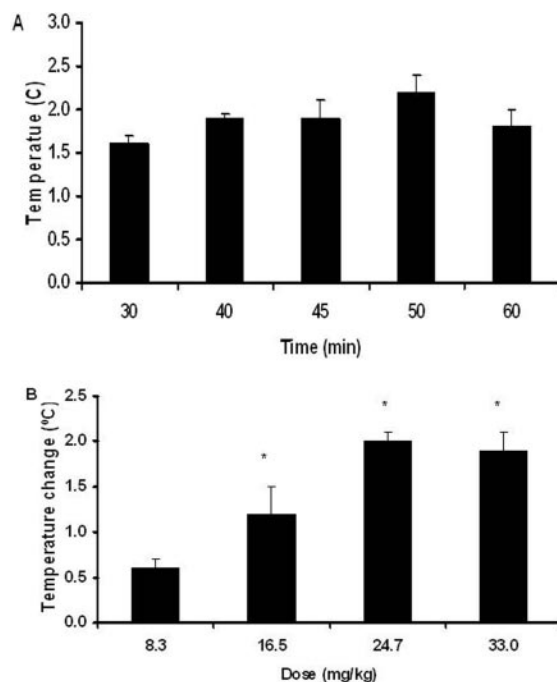 A
Temperatue (C)
3.0
2.5
2.0
1.5
1.0
0.5
0.0
30 40 45 50 60
Time (min)
B
Temperature change (ºC)
2.5
2.0
1.5
1.0
0.5
0.0
* * *
8.3 16.5 24.7 33.0
Dose (mg/kg)